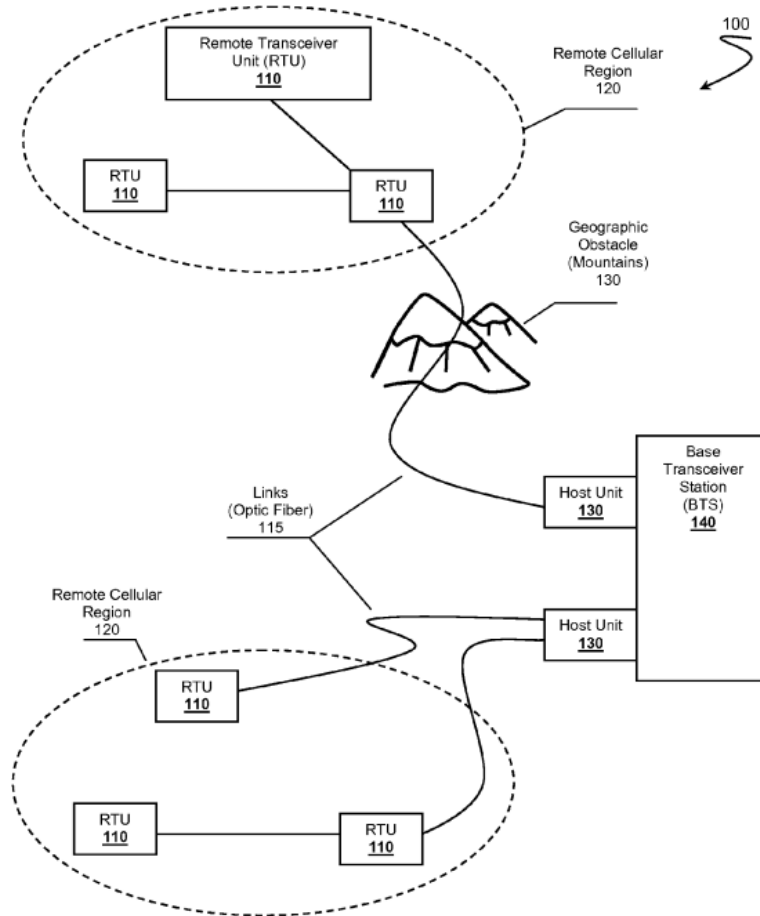 100
Remote Transceiver
Unit (RTU)
110
Remote Cellular
Region
120
RTU
110
RTU
110
Geographic
Obstacle
(Mountains)
130
Base
Transceiver
Station
(BTS)
140
Host Unit
130
Links
(Optic Fiber)
115
Remote Cellular
Region
120
Host Unit
130
RTU
110
RTU
110
RTU
110